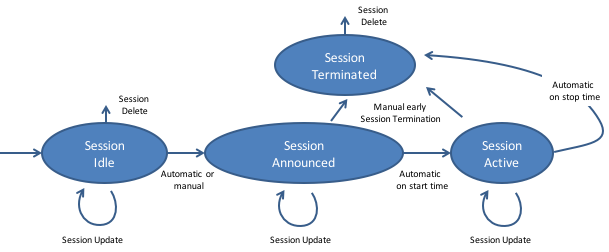 Session
Delete
Session
Terminated
Automatic
on stop time
Session
Delete
Manual early
Session Termination
Session
Idle
Automatic or
manual
Session
Announced
Automatic
on start time
Session
Active
Session Update
Session Update
Session Update